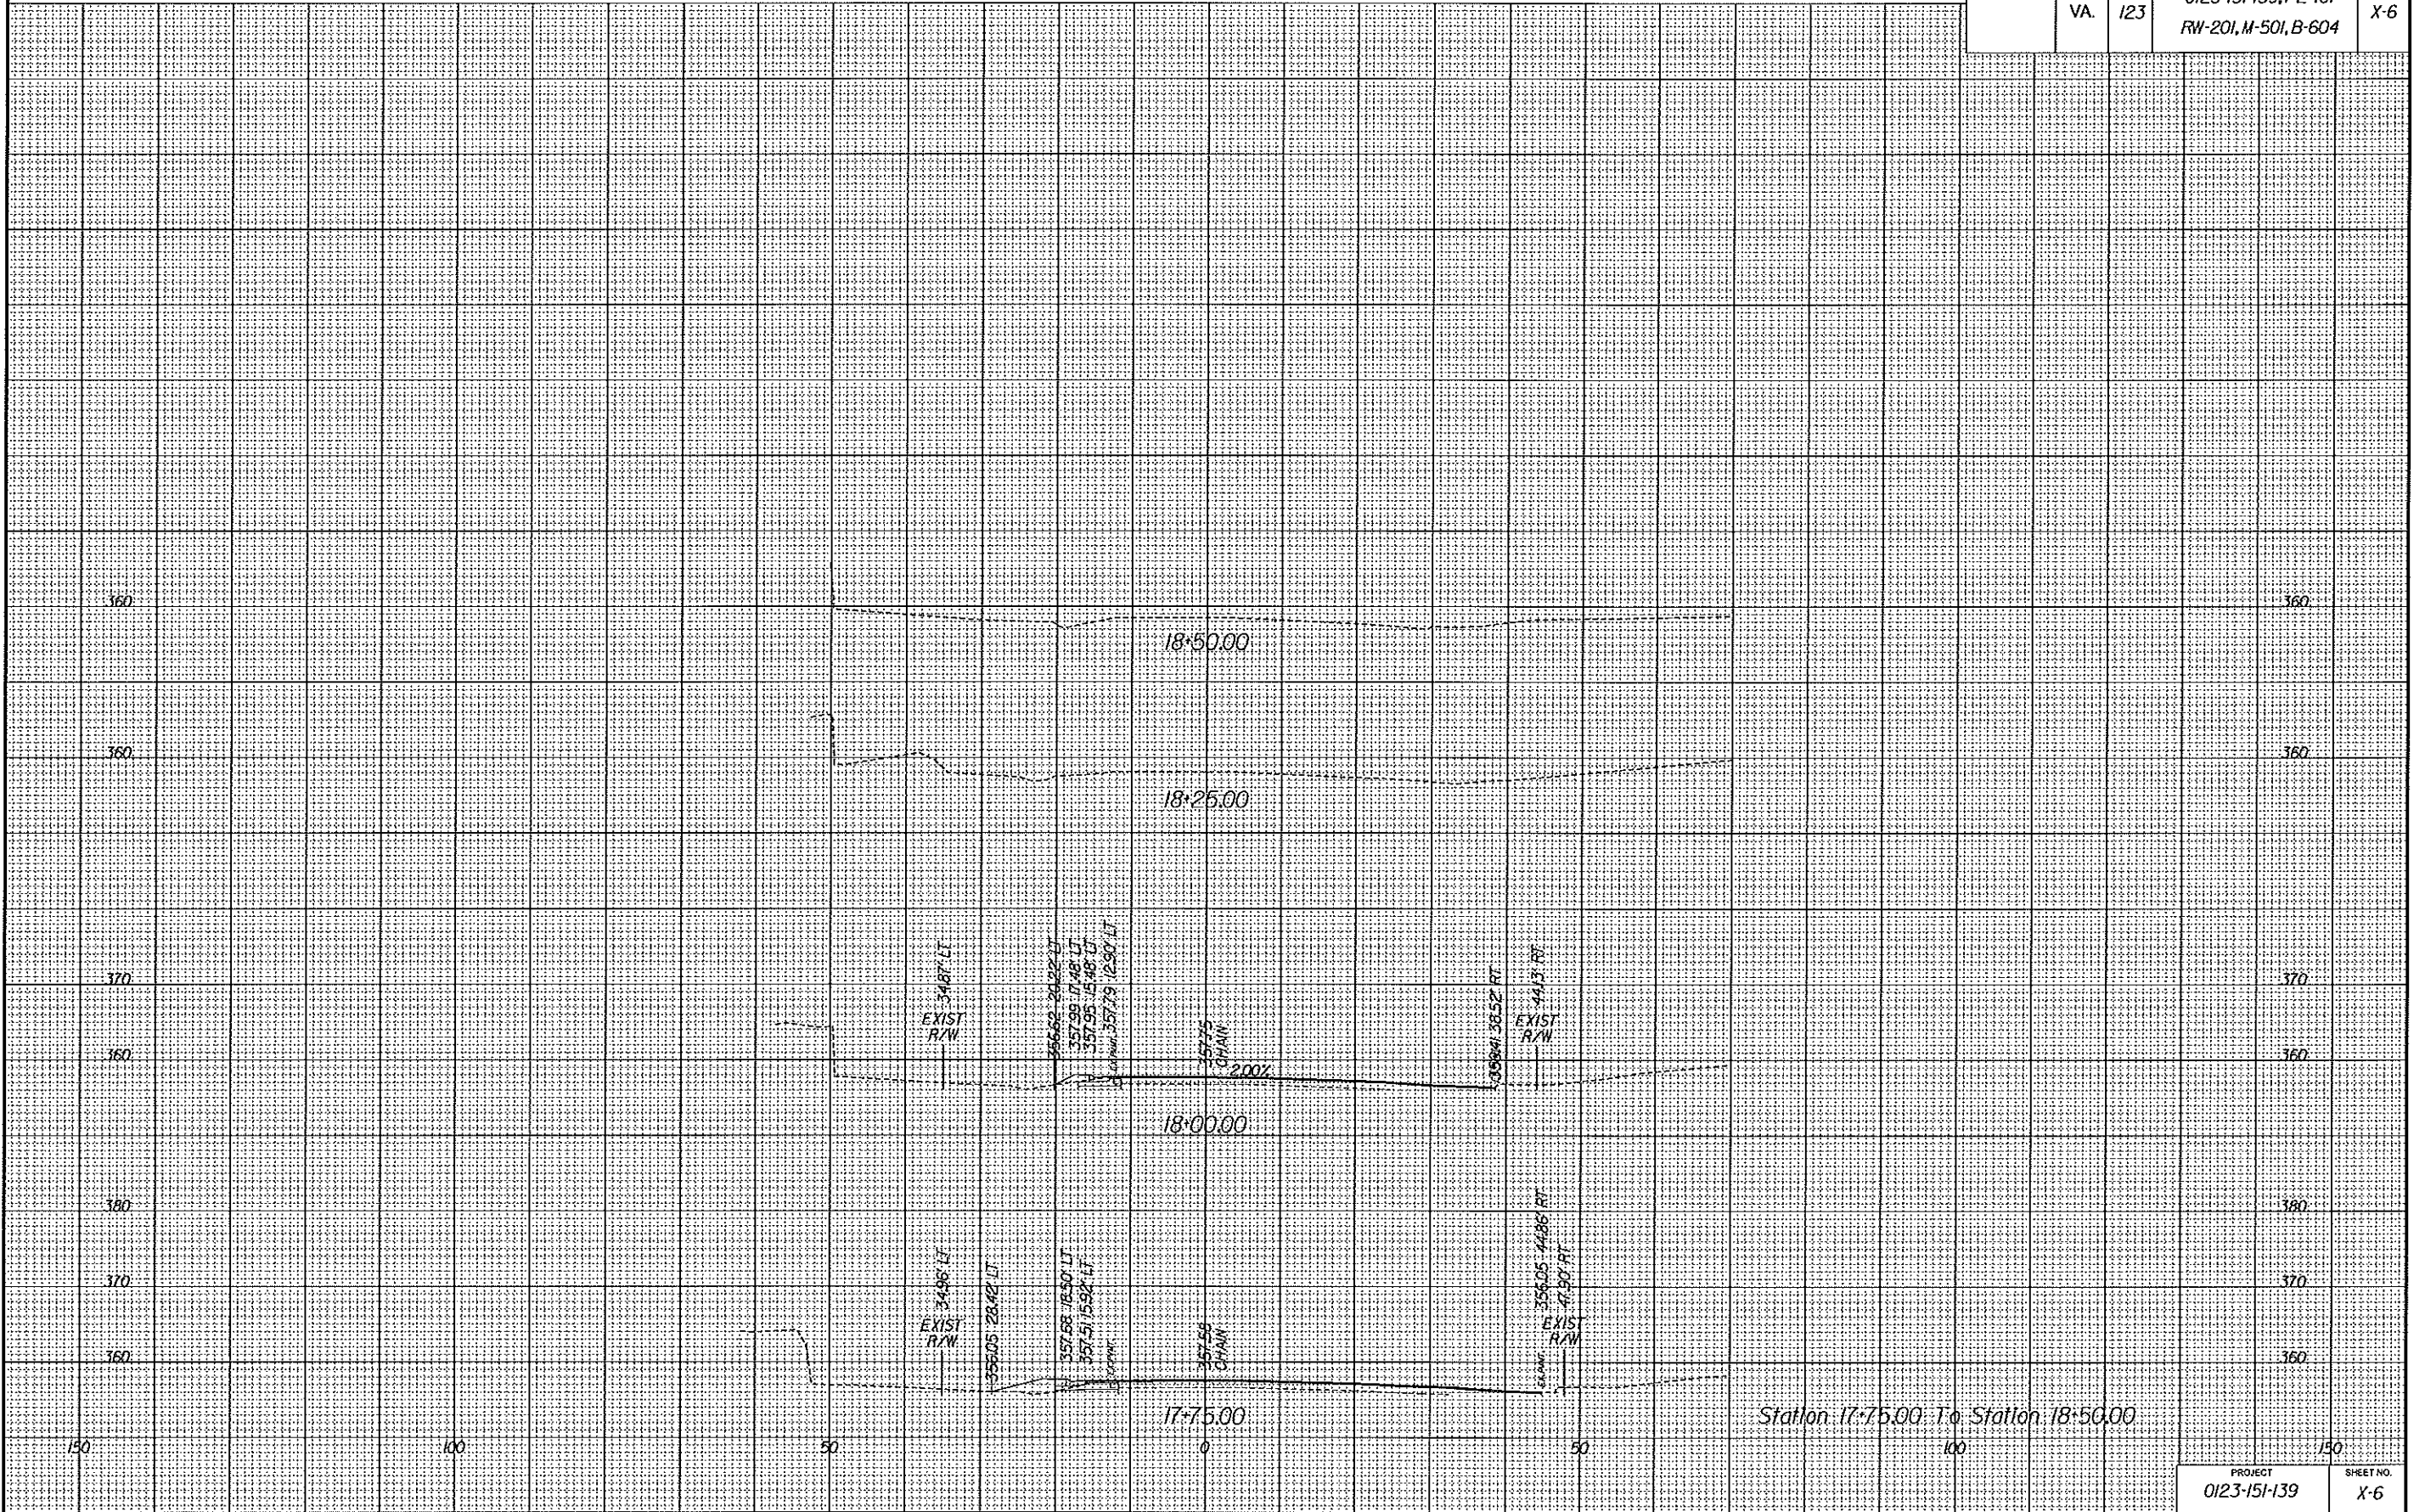 VA. 123 RW-201, M-501, B-604 X-6
360 360
18+50.00
360 360
18+25.00
34.87' LT
EXIST
R/W
356.62 20.22' LT
357.99 17.48' LT
357.95 15.48' LT
357.79 12.90' LT
357.75
CHAIN
2.00%
38.52' RT
44.13' RT
EXIST
R/W
370 370
360 360
18+00.00
380 380
34.96' LT
EXIST
R/W
356.05 28.42' LT
357.68 18.50' LT
357.51 15.92' LT
EX.PVMT.
357.58
CHAIN
EX.PVMT. 356.05 44.86' RT
47.90' RT
EXIST
R/W
370 370
360 360
17+75.00
Station 17+75.00 To Station 18+50.00
150 100 50 0 50 100 150
PROJECT SHEET NO.
0123-151-139 X-6